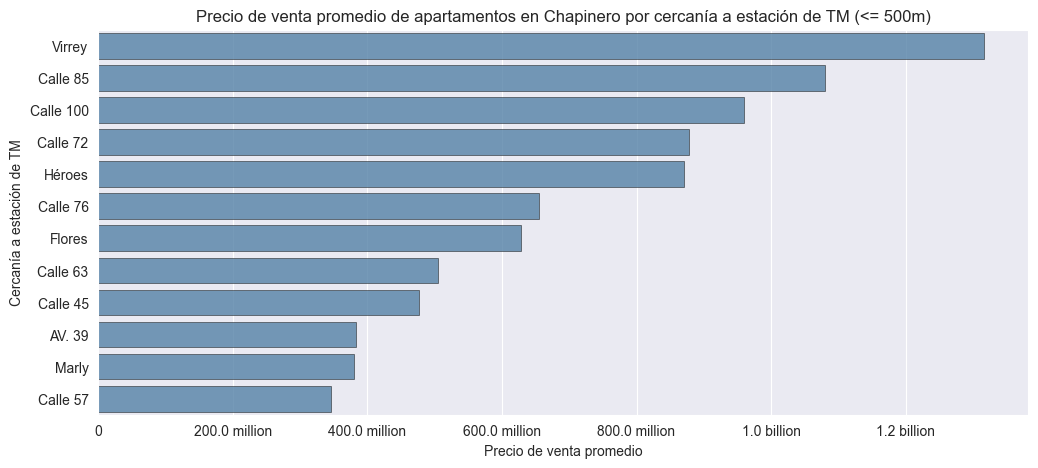 Precio de venta promedio de apartamentos en Chapinero por cercanía a estación de TM (<= 500m)
Cercanía a estación de TM
Virrey
Calle 85
Calle 100
Calle 72
Héroes
Calle 76
Flores
Calle 63
Calle 45
AV. 39
Marly
Calle 57
0 200.0 million 400.0 million 600.0 million 800.0 million 1.0 billion 1.2 billion
Precio de venta promedio